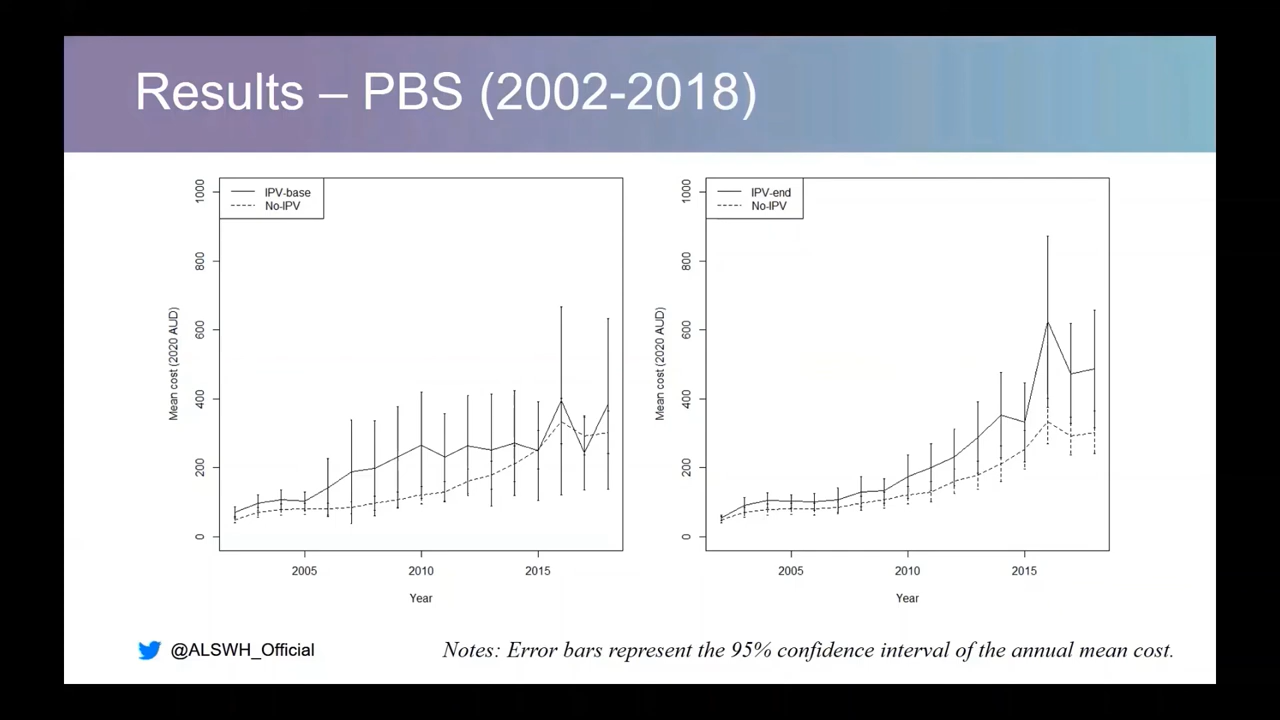 Results – PBS (2002-2018)
IPV-base
No-IPV
Mean cost (2020 AUD)
1000
800
600
400
200
0
2005 2010 2015
Year
IPV-end
No-IPV
Mean cost (2020 AUD)
1000
800
600
400
200
0
2005 2010 2015
Year
@ALSWH_Official
Notes: Error bars represent the 95% confidence interval of the annual mean cost.